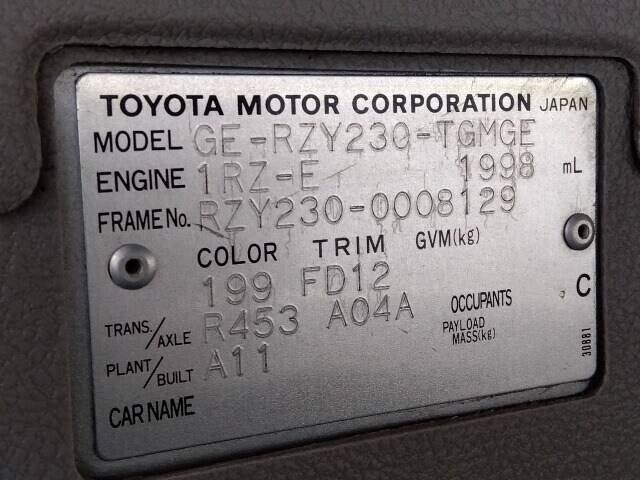 TOYOTA MOTOR CORPORATION JAPAN
MODEL GE-RZY230-TGMGE
ENGINE 1RZ-E 1998 mL
FRAME No. RZY230-0008129
COLOR TRIM GVM(kg)
199 FD12
C
TRANS./AXLE R453 A04A
OCCUPANTS
PAYLOAD MASS(kg)
PLANT/BUILT A11
CAR NAME
30881